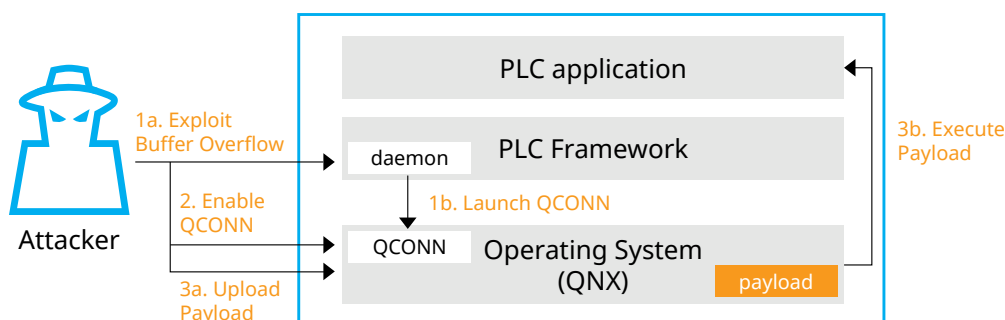 PLC application
1a. Exploit
Buffer Overflow
daemon
PLC Framework
3b. Execute
Payload
2. Enable
QCONN
1b. Launch QCONN
Attacker
QCONN
Operating System
(QNX)
payload
3a. Upload
Payload